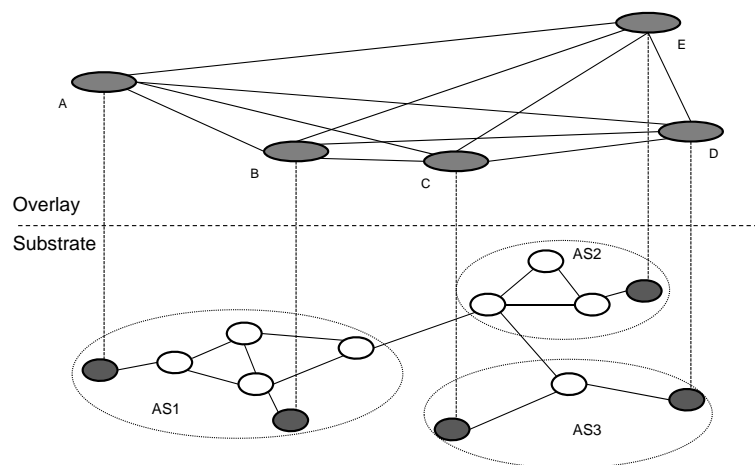 E
A
D
B
C
Overlay
Substrate
AS2
AS1
AS3